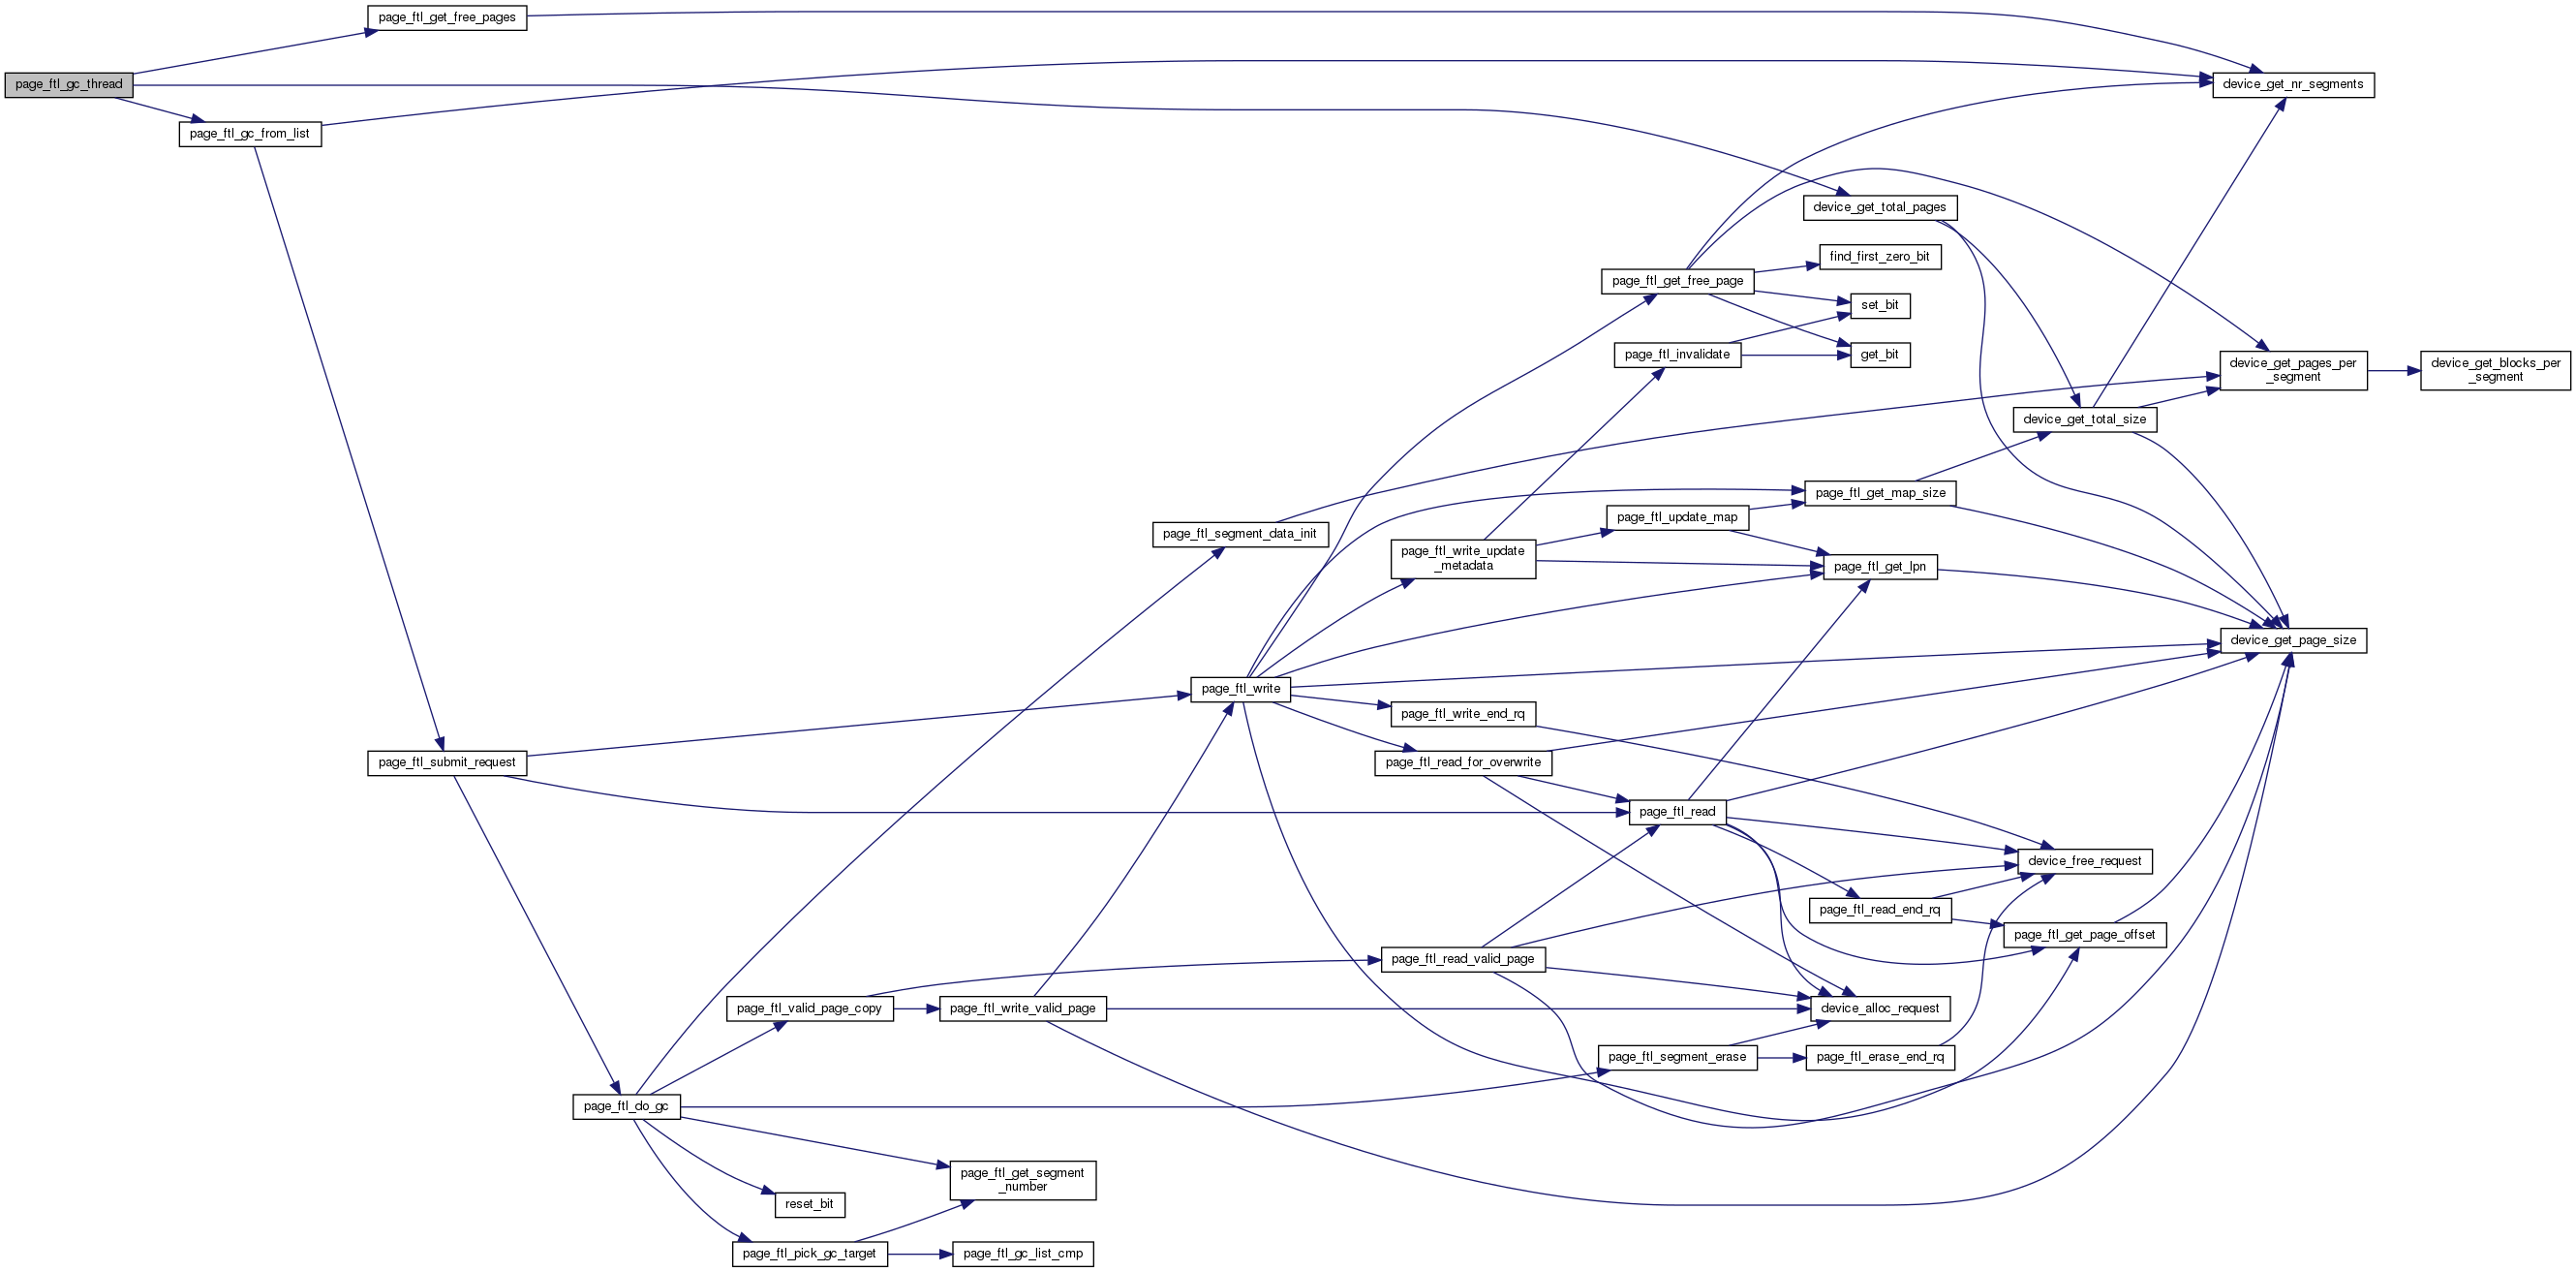 page_ftl_get_free_pages
page_ftl_gc_thread
device_get_nr_segments
page_ftl_gc_from_list
device_get_total_pages
find_first_zero_bit
page_ftl_get_free_page
set_bit
page_ftl_invalidate
get_bit
device_get_pages_per
_segment
device_get_blocks_per
_segment
device_get_total_size
page_ftl_get_map_size
page_ftl_update_map
page_ftl_segment_data_init
page_ftl_write_update
_metadata
page_ftl_get_lpn
device_get_page_size
page_ftl_write
page_ftl_write_end_rq
page_ftl_submit_request
page_ftl_read_for_overwrite
page_ftl_read
device_free_request
page_ftl_read_end_rq
page_ftl_get_page_offset
page_ftl_read_valid_page
page_ftl_valid_page_copy
page_ftl_write_valid_page
device_alloc_request
page_ftl_segment_erase
page_ftl_erase_end_rq
page_ftl_do_gc
page_ftl_get_segment
_number
reset_bit
page_ftl_pick_gc_target
page_ftl_gc_list_cmp